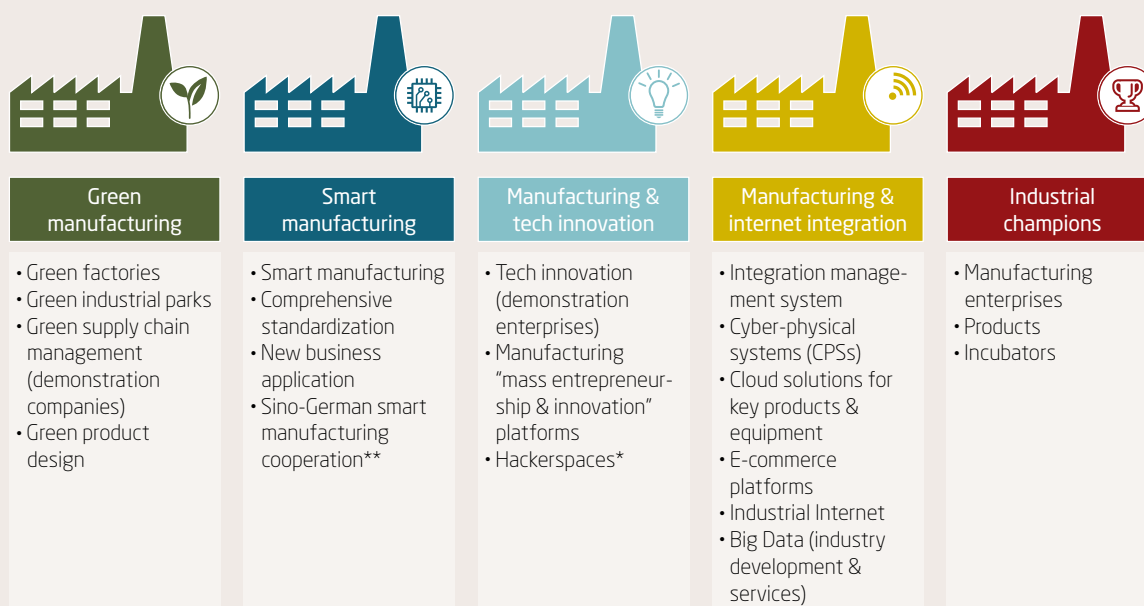 Green
manufacturing
• Green factories
• Green industrial parks
• Green supply chain
management
(demonstration
companies)
• Green product
design
Smart
manufacturing
• Smart manufacturing
• Comprehensive
standardization
• New business
application
• Sino-German smart
manufacturing
cooperation**
Manufacturing &
tech innovation
• Tech innovation
(demonstration
enterprises)
• Manufacturing
“mass entrepreneur-
ship & innovation”
platforms
• Hackerspaces*
Manufacturing &
internet integration
• Integration manage-
ment system
• Cyber-physical
systems (CPSs)
• Cloud solutions for
key products &
equipment
• E-commerce
platforms
• Industrial Internet
• Big Data (industry
development &
services)
Industrial
champions
• Manufacturing
enterprises
• Products
• Incubators